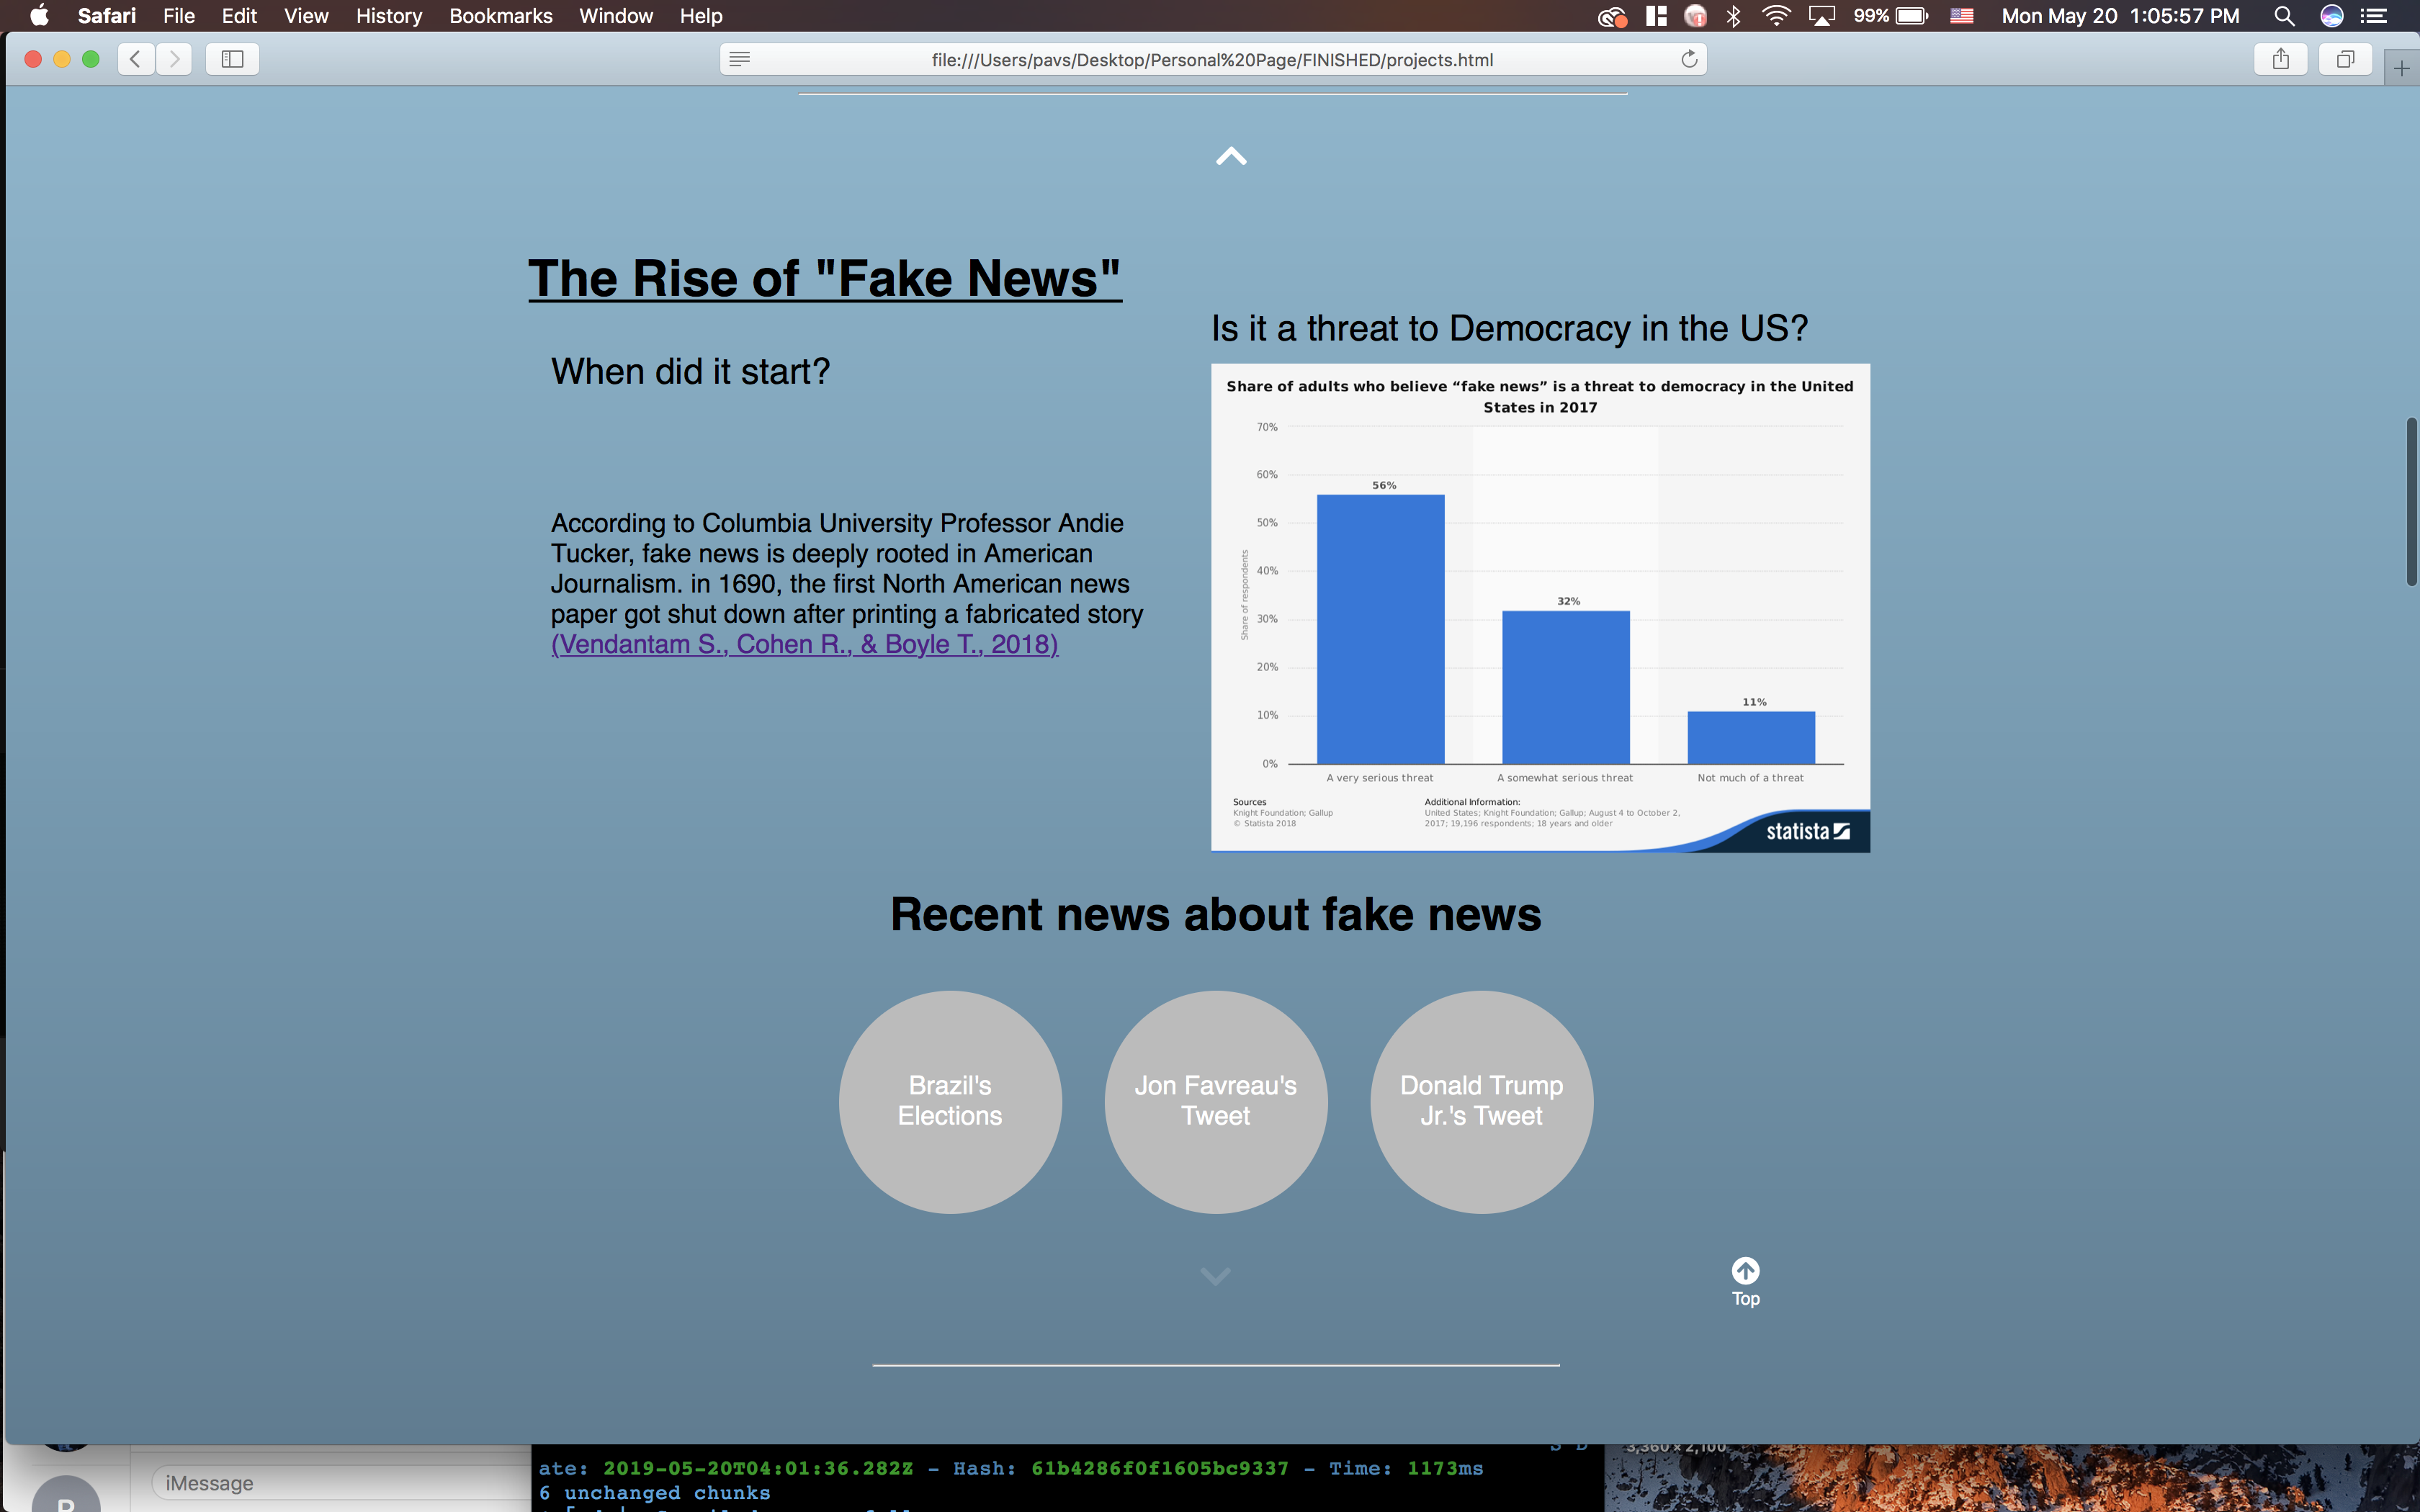 Safari File Edit View History Bookmarks Window Help 99% Mon May 20 1:05:57 PM
file:///Users/pavs/Desktop/Personal%20Page/FINISHED/projects.html
The Rise of "Fake News"
When did it start?
According to Columbia University Professor Andie
Tucker, fake news is deeply rooted in American
Journalism. in 1690, the first North American news
paper got shut down after printing a fabricated story
(Vendantam S., Cohen R., & Boyle T., 2018)
Is it a threat to Democracy in the US?
Share of adults who believe “fake news” is a threat to democracy in the United
States in 2017
Share of respondents
70%
60%
50%
40%
30%
20%
10%
0%
56%
32%
11%
A very serious threat
A somewhat serious threat
Not much of a threat
Sources
Knight Foundation; Gallup
© Statista 2018
Additional Information:
United States; Knight Foundation; Gallup; August 4 to October 2,
2017; 19,196 respondents; 18 years and older
statista
Recent news about fake news
Brazil's
Elections
Jon Favreau's
Tweet
Donald Trump
Jr.'s Tweet
Top
iMessage
ate: 2019-05-20T04:01:36.282Z - Hash: 61b4286f0f1605bc9337 - Time: 1173ms
6 unchanged chunks
3,360 × 2,100